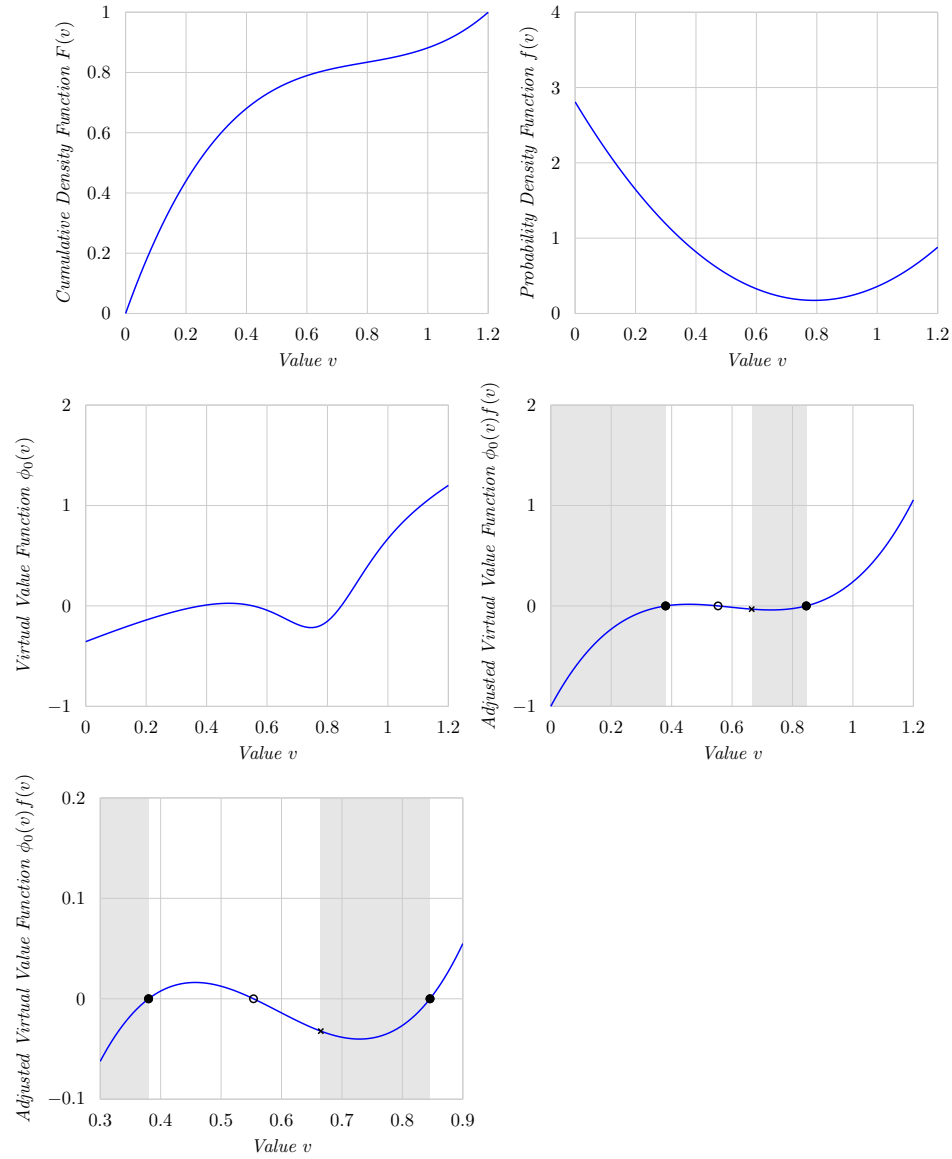 Cumulative Density Function F(v)
1
0.8
0.6
0.4
0.2
0
0 0.2 0.4 0.6 0.8 1 1.2
Value v
Probability Density Function f(v)
4
3
2
1
0
0 0.2 0.4 0.6 0.8 1 1.2
Value v
Virtual Value Function ϕ₀(v)
2
1
0
−1
0 0.2 0.4 0.6 0.8 1 1.2
Value v
Adjusted Virtual Value Function ϕ₀(v)f(v)
2
1
0
−1
0 0.2 0.4 0.6 0.8 1 1.2
Value v
Adjusted Virtual Value Function ϕ₀(v)f(v)
0.2
0.1
0
−0.1
0.3 0.4 0.5 0.6 0.7 0.8 0.9
Value v